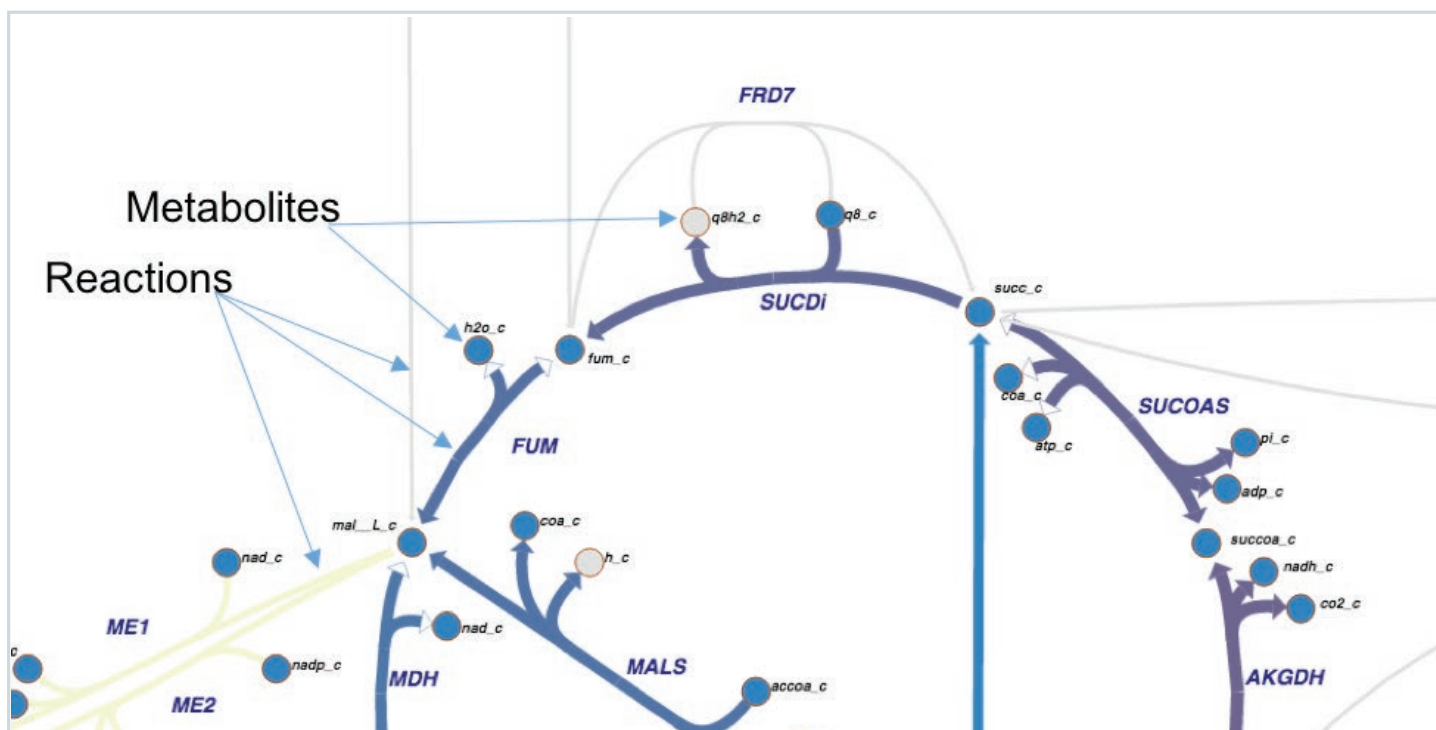 FRD7
Metabolites
q8h2_c
q8_c
Reactions
succ_c
SUCDi
h2o_c
fum_c
coa_c
SUCOAS
FUM
atp_c
pi_c
adp_c
mal__L_c
coa_c
succoa_c
nad_c
h_c
nadh_c
co2_c
ME1
nad_c
c
nadp_c
MDH
MALS
AKGDH
accoa_c
ME2